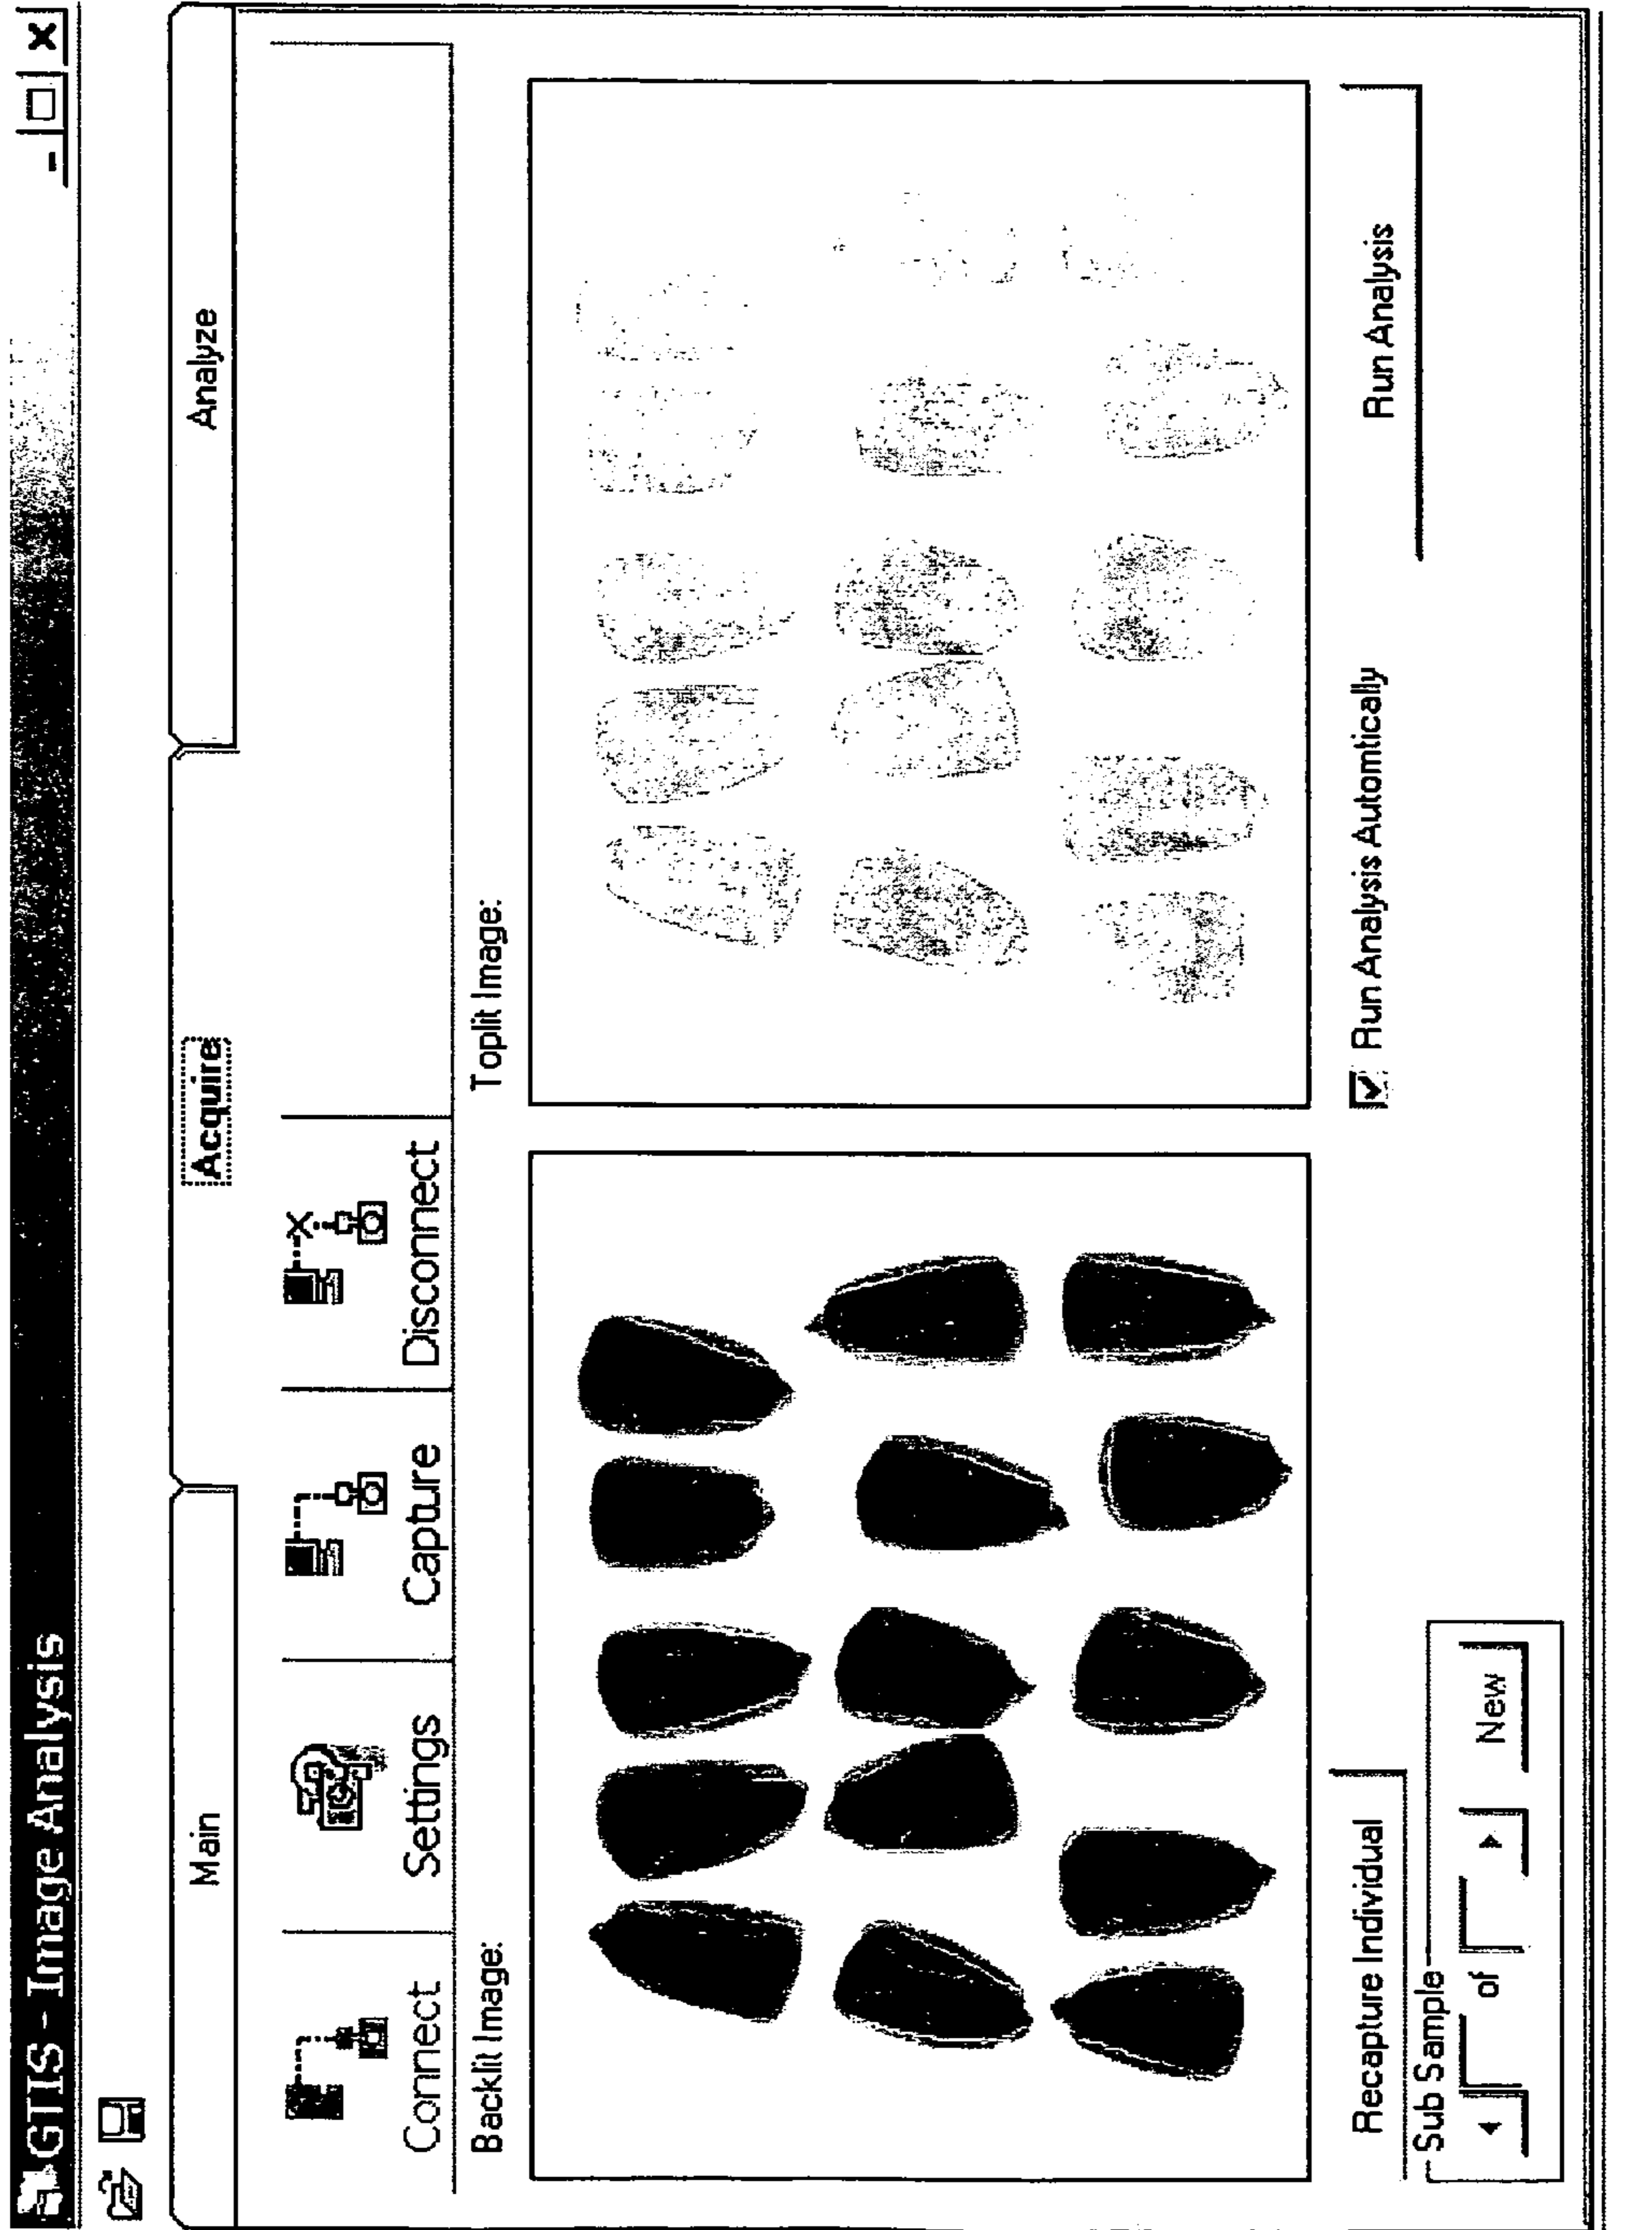 GTIS - Image Analysis
Main Acquire Analyze
Connect Settings Capture Disconnect
Backlit Image: Toplit Image:
Recapture Individual Run Analysis Automtically Run Analysis
Sub Sample
of New